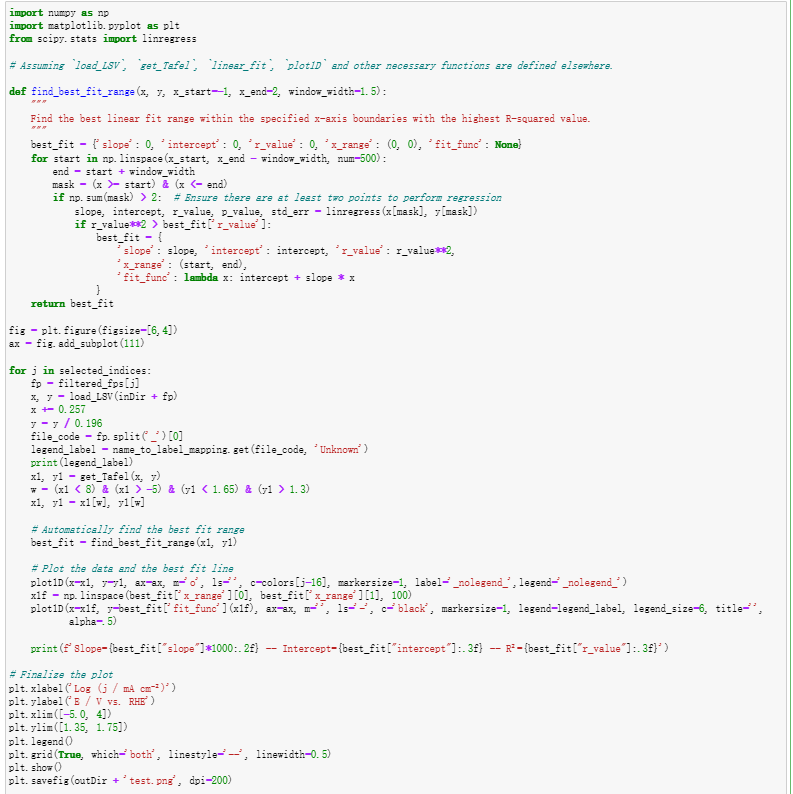 import numpy as np
import matplotlib.pyplot as plt
from scipy.stats import linregress
# Assuming `load_LSV`, `get_Tafel`, `linear_fit`, `plot1D` and other necessary functions are defined elsewhere.
def find_best_fit_range(x, y, x_start=-1, x_end=2, window_width=1.5):
    """
    Find the best linear fit range within the specified x-axis boundaries with the highest R-squared value.
    """
    best_fit = {'slope': 0, 'intercept': 0, 'r_value': 0, 'x_range': (0, 0), 'fit_func': None}
    for start in np.linspace(x_start, x_end - window_width, num=500):
        end = start + window_width
        mask = (x >= start) & (x <= end)
        if np.sum(mask) > 2:  # Ensure there are at least two points to perform regression
            slope, intercept, r_value, p_value, std_err = linregress(x[mask], y[mask])
            if r_value**2 > best_fit['r_value']:
                best_fit = {
                    'slope': slope, 'intercept': intercept, 'r_value': r_value**2,
                    'x_range': (start, end),
                    'fit_func': lambda x: intercept + slope * x
                }
    return best_fit
fig = plt.figure(figsize=[6,4])
ax = fig.add_subplot(111)
for j in selected_indices:
    fp = filtered_fps[j]
    x, y = load_LSV(inDir + fp)
    x += 0.257
    y = y / 0.196
    file_code = fp.split('_')[0]
    legend_label = name_to_label_mapping.get(file_code, 'Unknown')
    print(legend_label)
    x1, y1 = get_Tafel(x, y)
    w = (x1 < 8) & (x1 > -5) & (y1 < 1.65) & (y1 > 1.3)
    x1, y1 = x1[w], y1[w]
    # Automatically find the best fit range
    best_fit = find_best_fit_range(x1, y1)
    # Plot the data and the best fit line
    plot1D(x=x1, y=y1, ax=ax, m='o', ls='', c=colors[j-16], markersize=1, label='_nolegend_',legend='_nolegend_')
    x1f = np.linspace(best_fit['x_range'][0], best_fit['x_range'][1], 100)
    plot1D(x=x1f, y=best_fit['fit_func'](x1f), ax=ax, m='', ls='-', c='black', markersize=1, legend=legend_label, legend_size=6, title='',
           alpha=.5)
    print(f'Slope={best_fit["slope"]*1000:.2f} -- Intercept={best_fit["intercept"]:.3f} -- R²={best_fit["r_value"]:.3f}')
# Finalize the plot
plt.xlabel('Log (j / mA cm⁻²)')
plt.ylabel('E / V vs. RHE')
plt.xlim([-5.0, 4])
plt.ylim([1.35, 1.75])
plt.legend()
plt.grid(True, which='both', linestyle='--', linewidth=0.5)
plt.show()
plt.savefig(outDir + 'test.png', dpi=200)